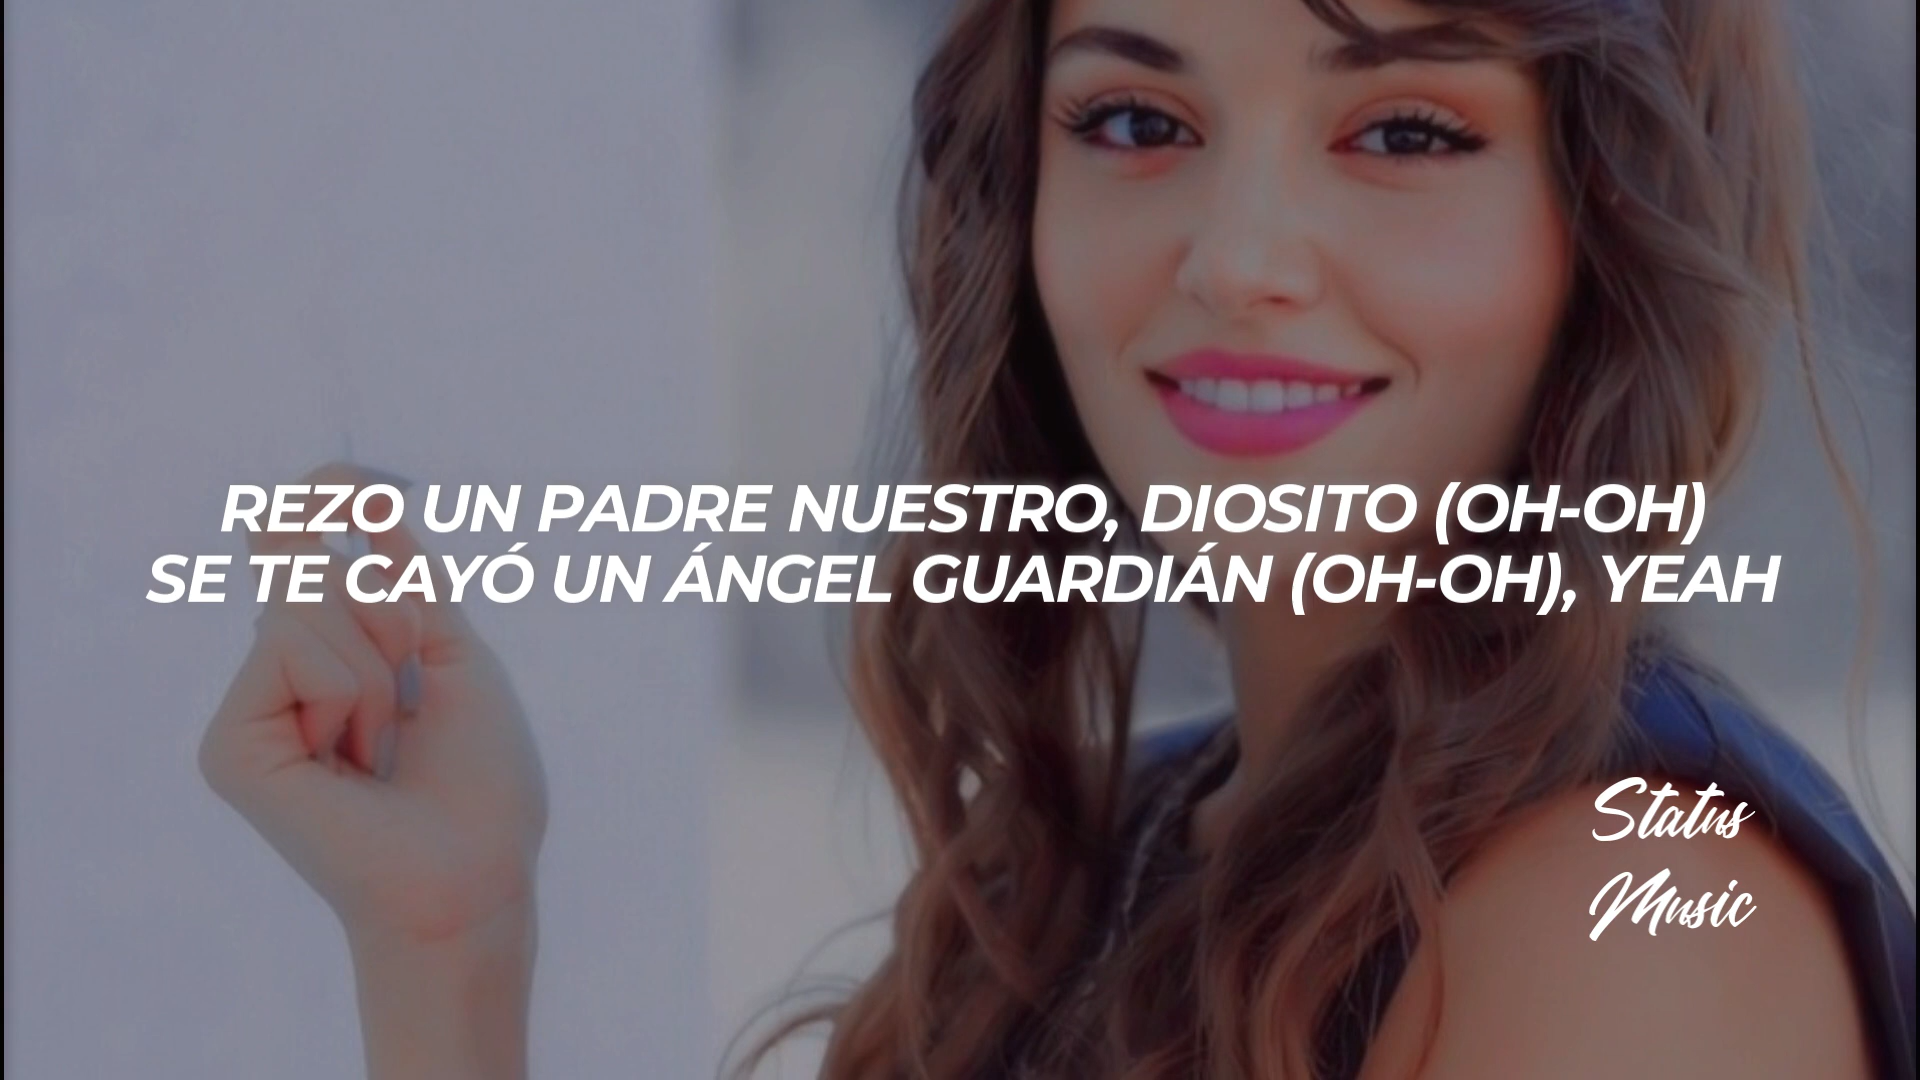 REZO UN PADRE NUESTRO, DIOSITO (OH-OH)
SE TE CAYÓ UN ÁNGEL GUARDIÁN (OH-OH), YEAH
Status
Music